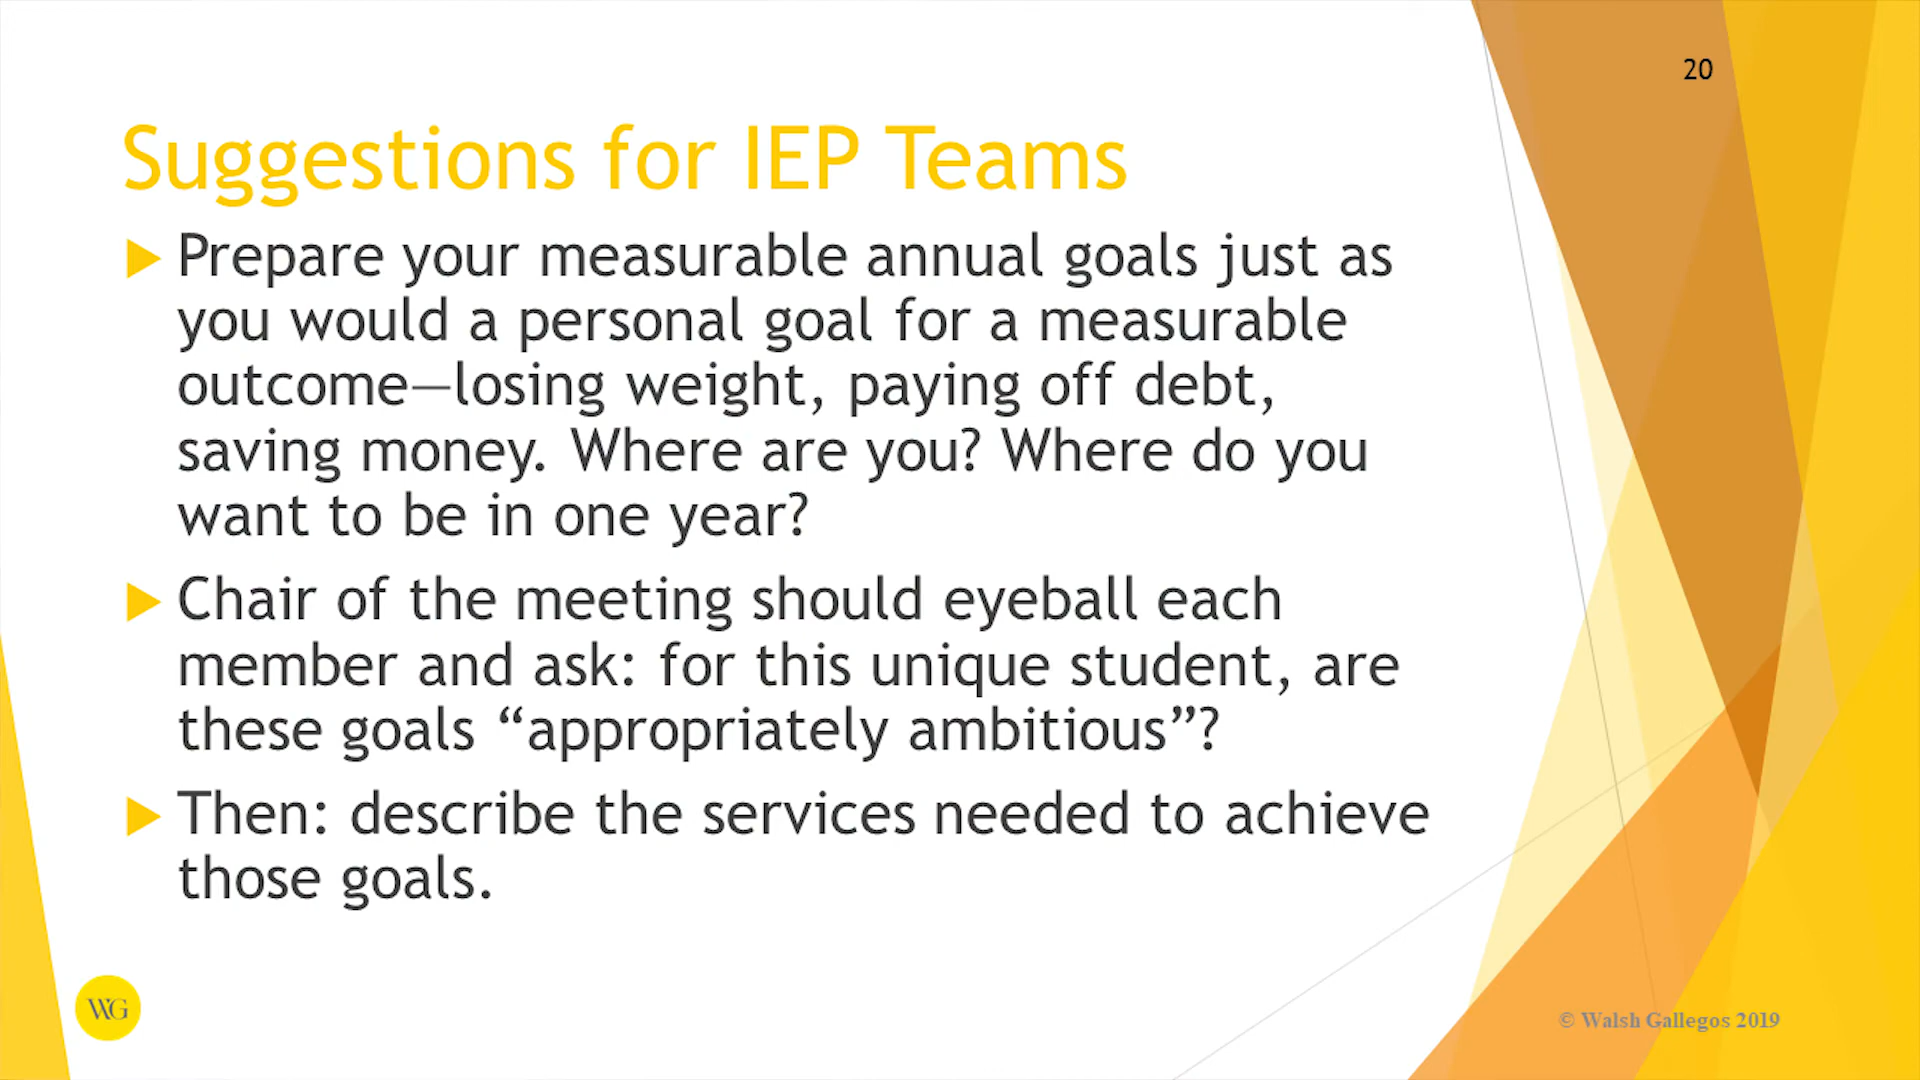 20
Suggestions for IEP Teams
Prepare your measurable annual goals just as
you would a personal goal for a measurable
outcome—losing weight, paying off debt,
saving money. Where are you? Where do you
want to be in one year?
Chair of the meeting should eyeball each
member and ask: for this unique student, are
these goals “appropriately ambitious”?
Then: describe the services needed to achieve
those goals.
WG
© Walsh Gallegos 2019